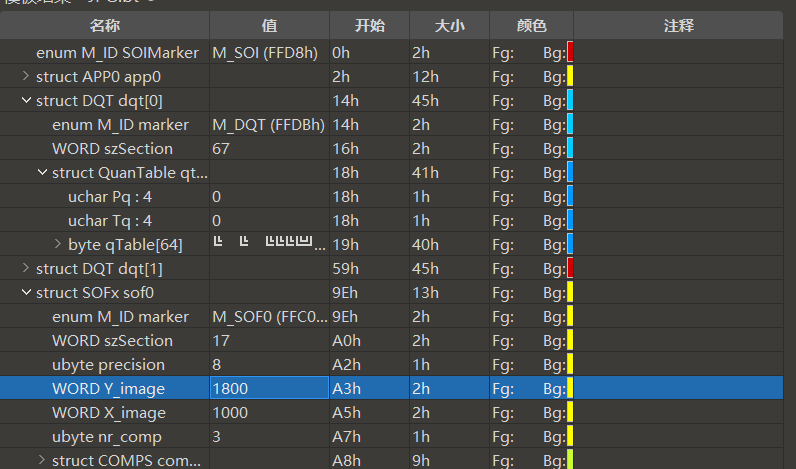 名称 值 开始 大小 颜色 注释
enum M_ID SOIMarker M_SOI (FFD8h) 0h 2h Fg: Bg:
struct APP0 app0 2h 12h Fg: Bg:
struct DQT dqt[0] 14h 45h Fg: Bg:
enum M_ID marker M_DQT (FFDBh) 14h 2h Fg: Bg:
WORD szSection 67 16h 2h Fg: Bg:
struct QuanTable qt... 18h 41h Fg: Bg:
uchar Pq : 4 0 18h 1h Fg: Bg:
uchar Tq : 4 0 18h 1h Fg: Bg:
byte qTable[64] ... 19h 40h Fg: Bg:
struct DQT dqt[1] 59h 45h Fg: Bg:
struct SOFx sof0 9Eh 13h Fg: Bg:
enum M_ID marker M_SOF0 (FFC0... 9Eh 2h Fg: Bg:
WORD szSection 17 A0h 2h Fg: Bg:
ubyte precision 8 A2h 1h Fg: Bg:
WORD Y_image 1800 A3h 2h Fg: Bg:
WORD X_image 1000 A5h 2h Fg: Bg:
ubyte nr_comp 3 A7h 1h Fg: Bg:
struct COMPS com... A8h 9h Fg: Bg: